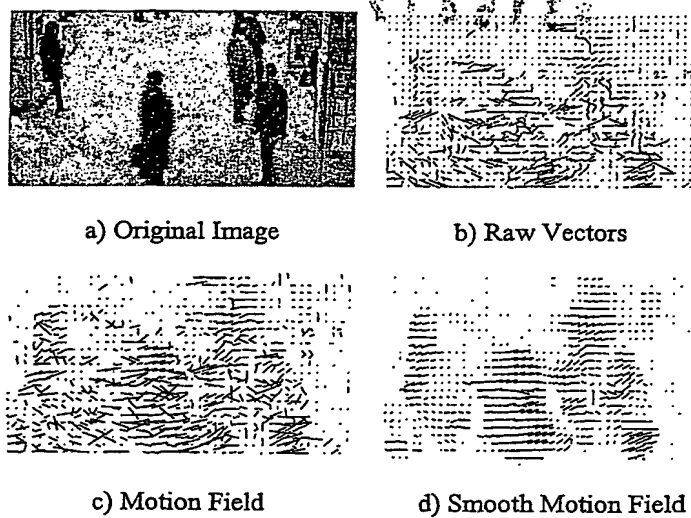 a) Original Image
b) Raw Vectors
c) Motion Field
d) Smooth Motion Field